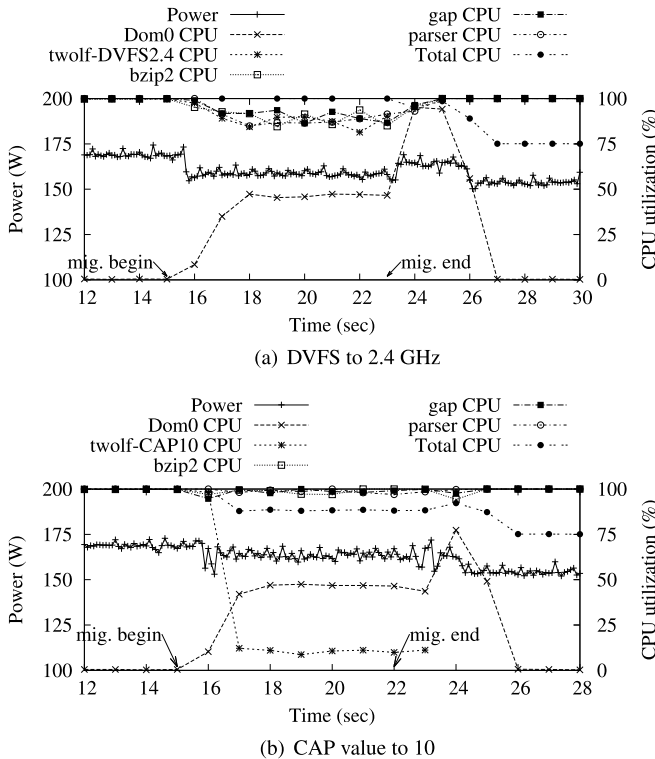 Power
Dom0 CPU
twolf-DVFS2.4 CPU
bzip2 CPU
gap CPU
parser CPU
Total CPU
200
175
150
125
100
Power (W)
100
75
50
25
0
CPU utilization (%)
mig. begin
mig. end
12 14 16 18 20 22 24 26 28 30
Time (sec)
(a) DVFS to 2.4 GHz
Power
Dom0 CPU
twolf-CAP10 CPU
bzip2 CPU
gap CPU
parser CPU
Total CPU
200
175
150
125
100
Power (W)
100
75
50
25
0
CPU utilization (%)
mig. begin
mig. end
12 14 16 18 20 22 24 26 28
Time (sec)
(b) CAP value to 10